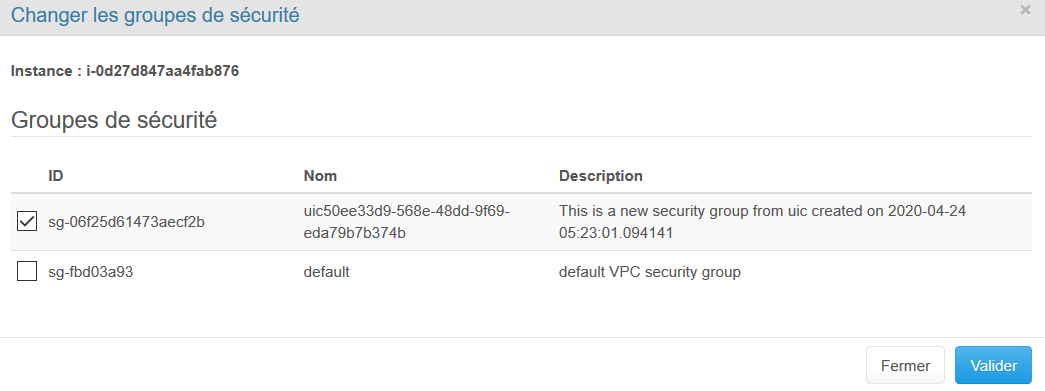 Changer les groupes de sécurité
×
Instance : i-0d27d847aa4fab876
Groupes de sécurité
ID Nom Description
sg-06f25d61473aecf2b uic50ee33d9-568e-48dd-9f69- This is a new security group from uic created on 2020-04-24
eda79b7b374b 05:23:01.094141
sg-fbd03a93 default default VPC security group
Fermer Valider